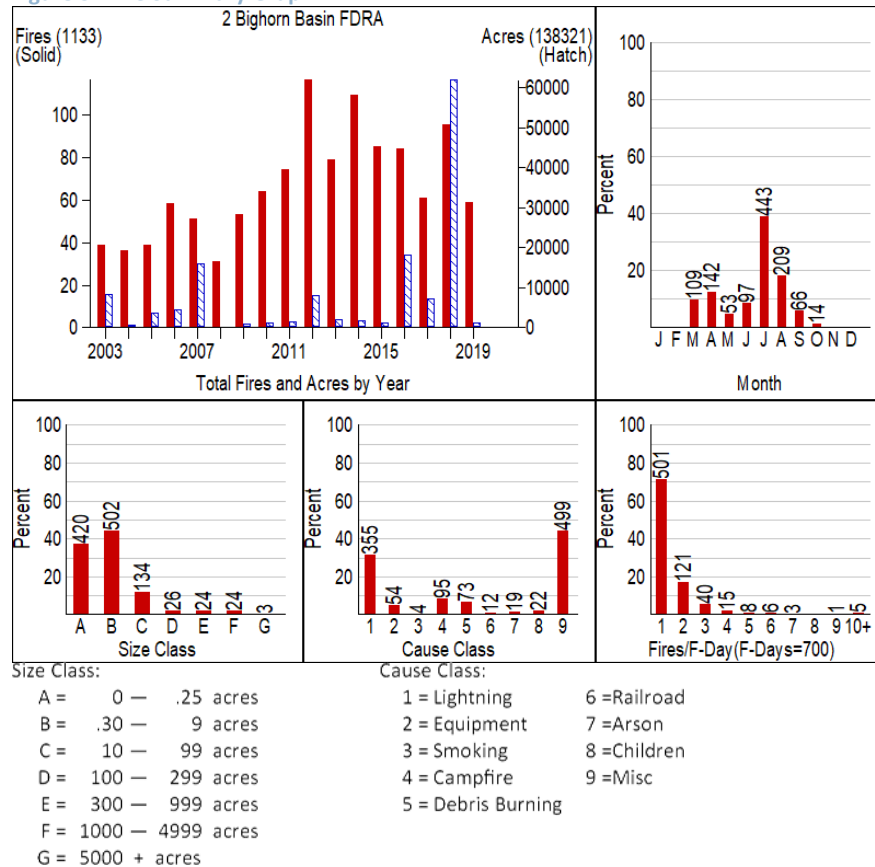 2 Bighorn Basin FDRA
Fires (1133)
(Solid)
Acres (138321)
(Hatch)
100
80
60
40
20
0
60000
50000
40000
30000
20000
10000
0
2003 2007 2011 2015 2019
Total Fires and Acres by Year
100
80
60
40
20
Percent
109 142 53 97 443 209 66 14
J F M A M J J A S O N D
Month
100
80
60
40
20
Percent
420 502 134 26 24 24 3
A B C D E F G
Size Class
100
80
60
40
20
Percent
355 54 4 95 73 12 19 22 499
1 2 3 4 5 6 7 8 9
Cause Class
100
80
60
40
20
Percent
501 121 40 15 8 6 3 1 5
1 2 3 4 5 6 7 8 9 10+
Fires/F-Day(F-Days=700)
Size Class:
A = 0 — .25 acres
B = .30 — 9 acres
C = 10 — 99 acres
D = 100 — 299 acres
E = 300 — 999 acres
F = 1000 — 4999 acres
G = 5000 + acres
Cause Class:
1 = Lightning 6 =Railroad
2 = Equipment 7 =Arson
3 = Smoking 8 =Children
4 = Campfire 9 =Misc
5 = Debris Burning